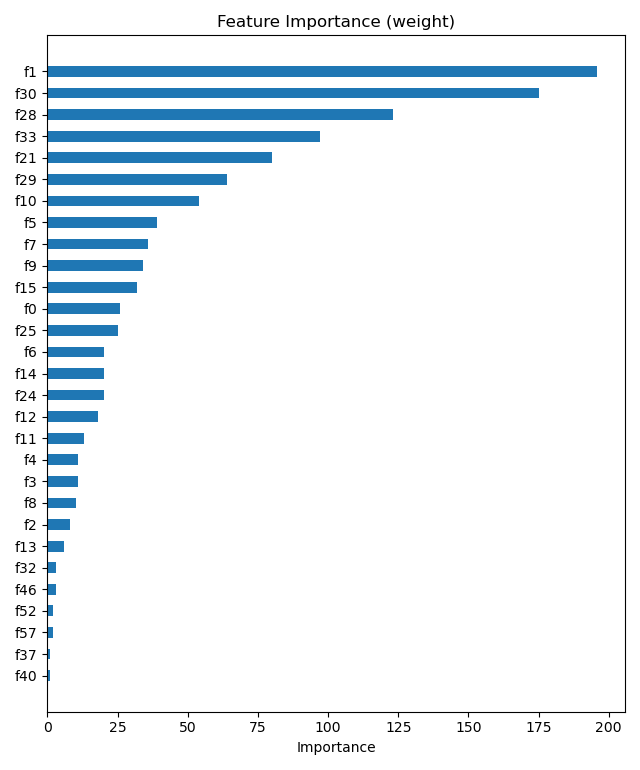 Feature Importance (weight)
f1
f30
f28
f33
f21
f29
f10
f5
f7
f9
f15
f0
f25
f6
f14
f24
f12
f11
f4
f3
f8
f2
f13
f32
f46
f52
f57
f37
f40
0 25 50 75 100 125 150 175 200
Importance